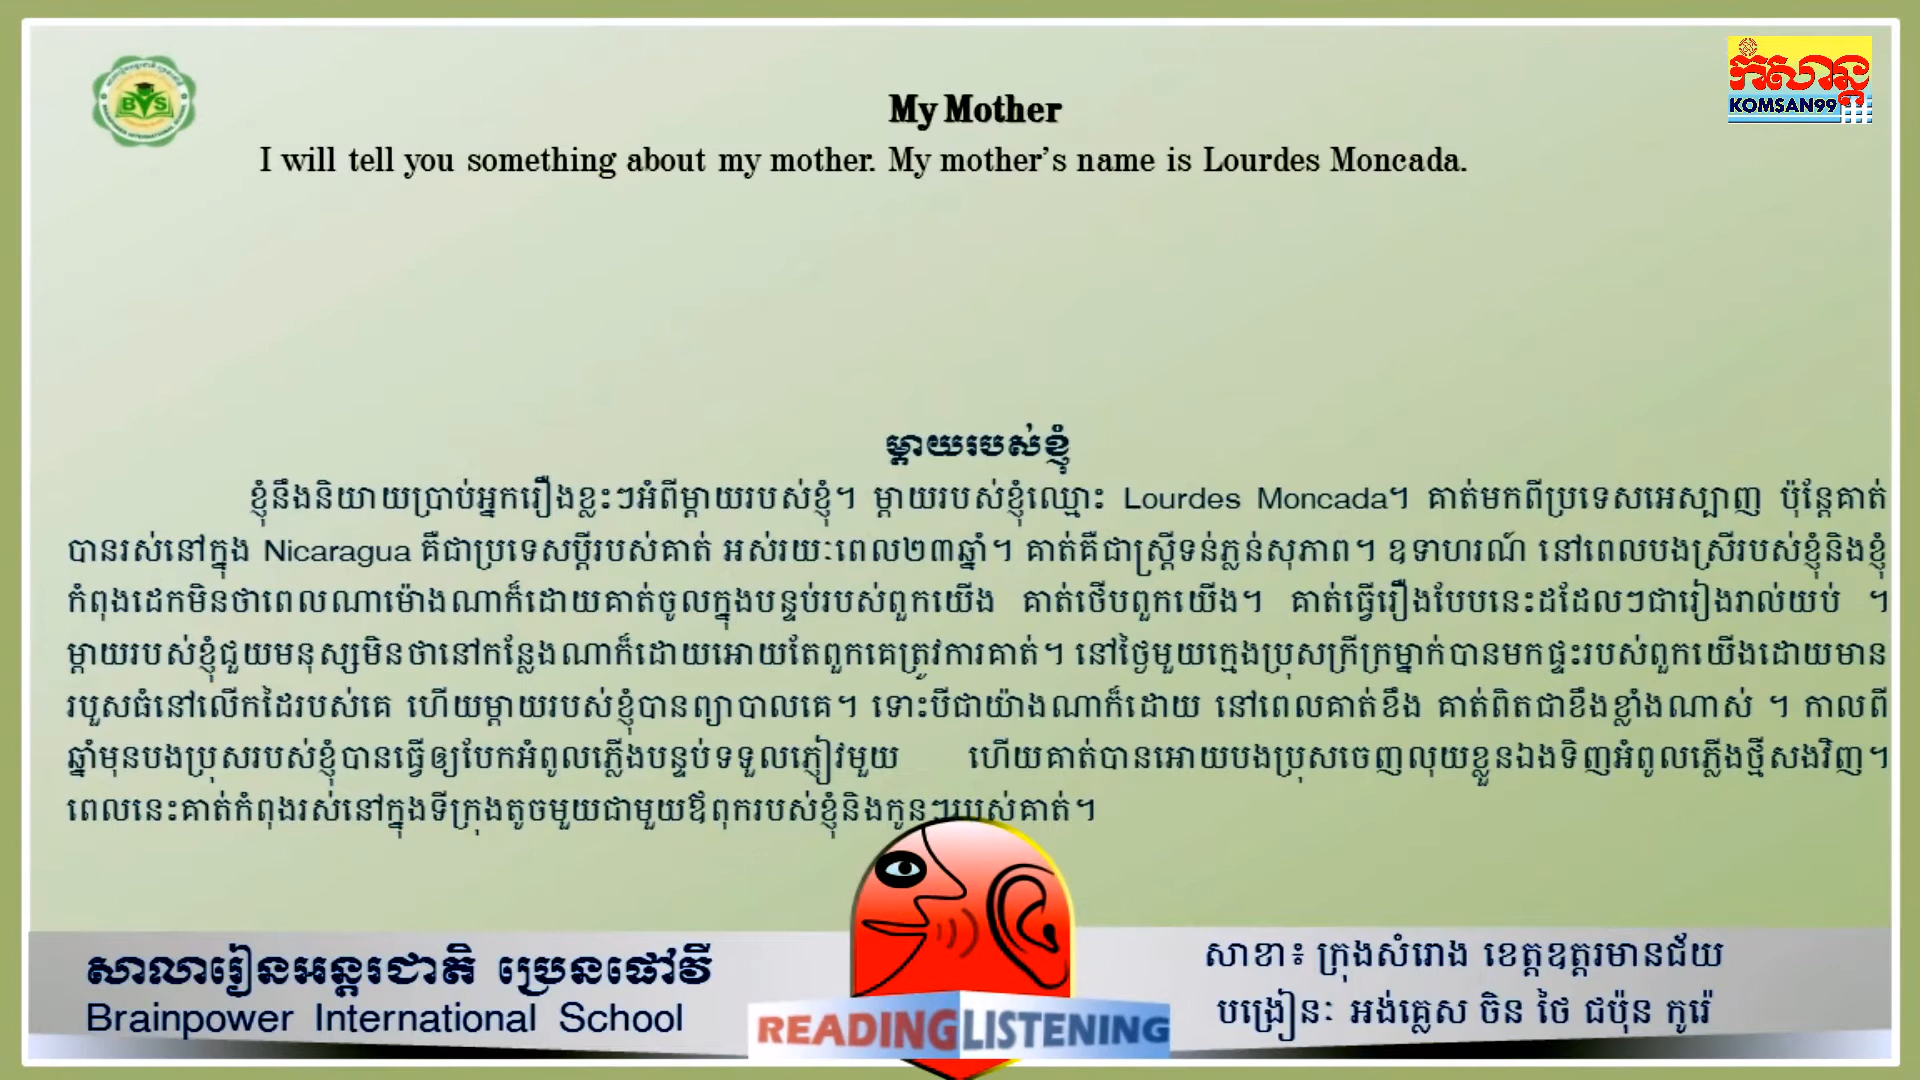 BVS
កំសាន្ត
KOMSAN99
My Mother
I will tell you something about my mother. My mother's name is Lourdes Moncada.
ម្តាយរបស់ខ្ញុំ
ខ្ញុំនឹងនិយាយប្រាប់អ្នករឿងខ្លះៗអំពីម្តាយរបស់ខ្ញុំ។ ម្តាយរបស់ខ្ញុំឈ្មោះ Lourdes Moncada។ គាត់មកពីប្រទេសអេស្បាញ ប៉ុន្តែគាត់
បានរស់នៅក្នុង Nicaragua គឺជាប្រទេសប្តីរបស់គាត់ អស់រយៈពេល២៣ឆ្នាំ។ គាត់គឺជាស្ត្រីទន់ភ្លន់សុភាព។ ឧទាហរណ៍ នៅពេលបងស្រីរបស់ខ្ញុំនិងខ្ញុំ
កំពុងដេកមិនថាពេលណាម៉ោងណាក៏ដោយគាត់ចូលក្នុងបន្ទប់របស់ពួកយើង គាត់ថើបពួកយើង។ គាត់ធ្វើរឿងបែបនេះដដែលៗជារៀងរាល់យប់ ។
ម្តាយរបស់ខ្ញុំជួយមនុស្សមិនថានៅកន្លែងណាក៏ដោយអោយតែពួកគេត្រូវការគាត់។ នៅថ្ងៃមួយក្មេងប្រុសក្រីក្រម្នាក់បានមកផ្ទះរបស់ពួកយើងដោយមាន
របួសធំនៅលើកដៃរបស់គេ ហើយម្តាយរបស់ខ្ញុំបានព្យាបាលគេ។ ទោះបីជាយ៉ាងណាក៏ដោយ នៅពេលគាត់ខឹង គាត់ពិតជាខឹងខ្លាំងណាស់ ។ កាលពី
ឆ្នាំមុនបងប្រុសរបស់ខ្ញុំបានធ្វើឲ្យបែកអំពូលភ្លើងបន្ទប់ទទួលភ្ញៀវមួយ ហើយគាត់បានអោយបងប្រុសចេញលុយខ្លួនឯងទិញអំពូលភ្លើងថ្មីសងវិញ។
ពេលនេះគាត់កំពុងរស់នៅក្នុងទីក្រុងតូចមួយជាមួយឪពុករបស់ខ្ញុំនិងកូនៗរបស់គាត់។
សាលារៀនអន្តរជាតិ ប្រេនផៅវើ
Brainpower International School
READING LISTENING
សាខា៖ ក្រុងសំរោង ខេត្តឧត្តរមានជ័យ
បង្រៀនៈ អង់គ្លេស ចិន ថៃ ជប៉ុន កូរ៉េ